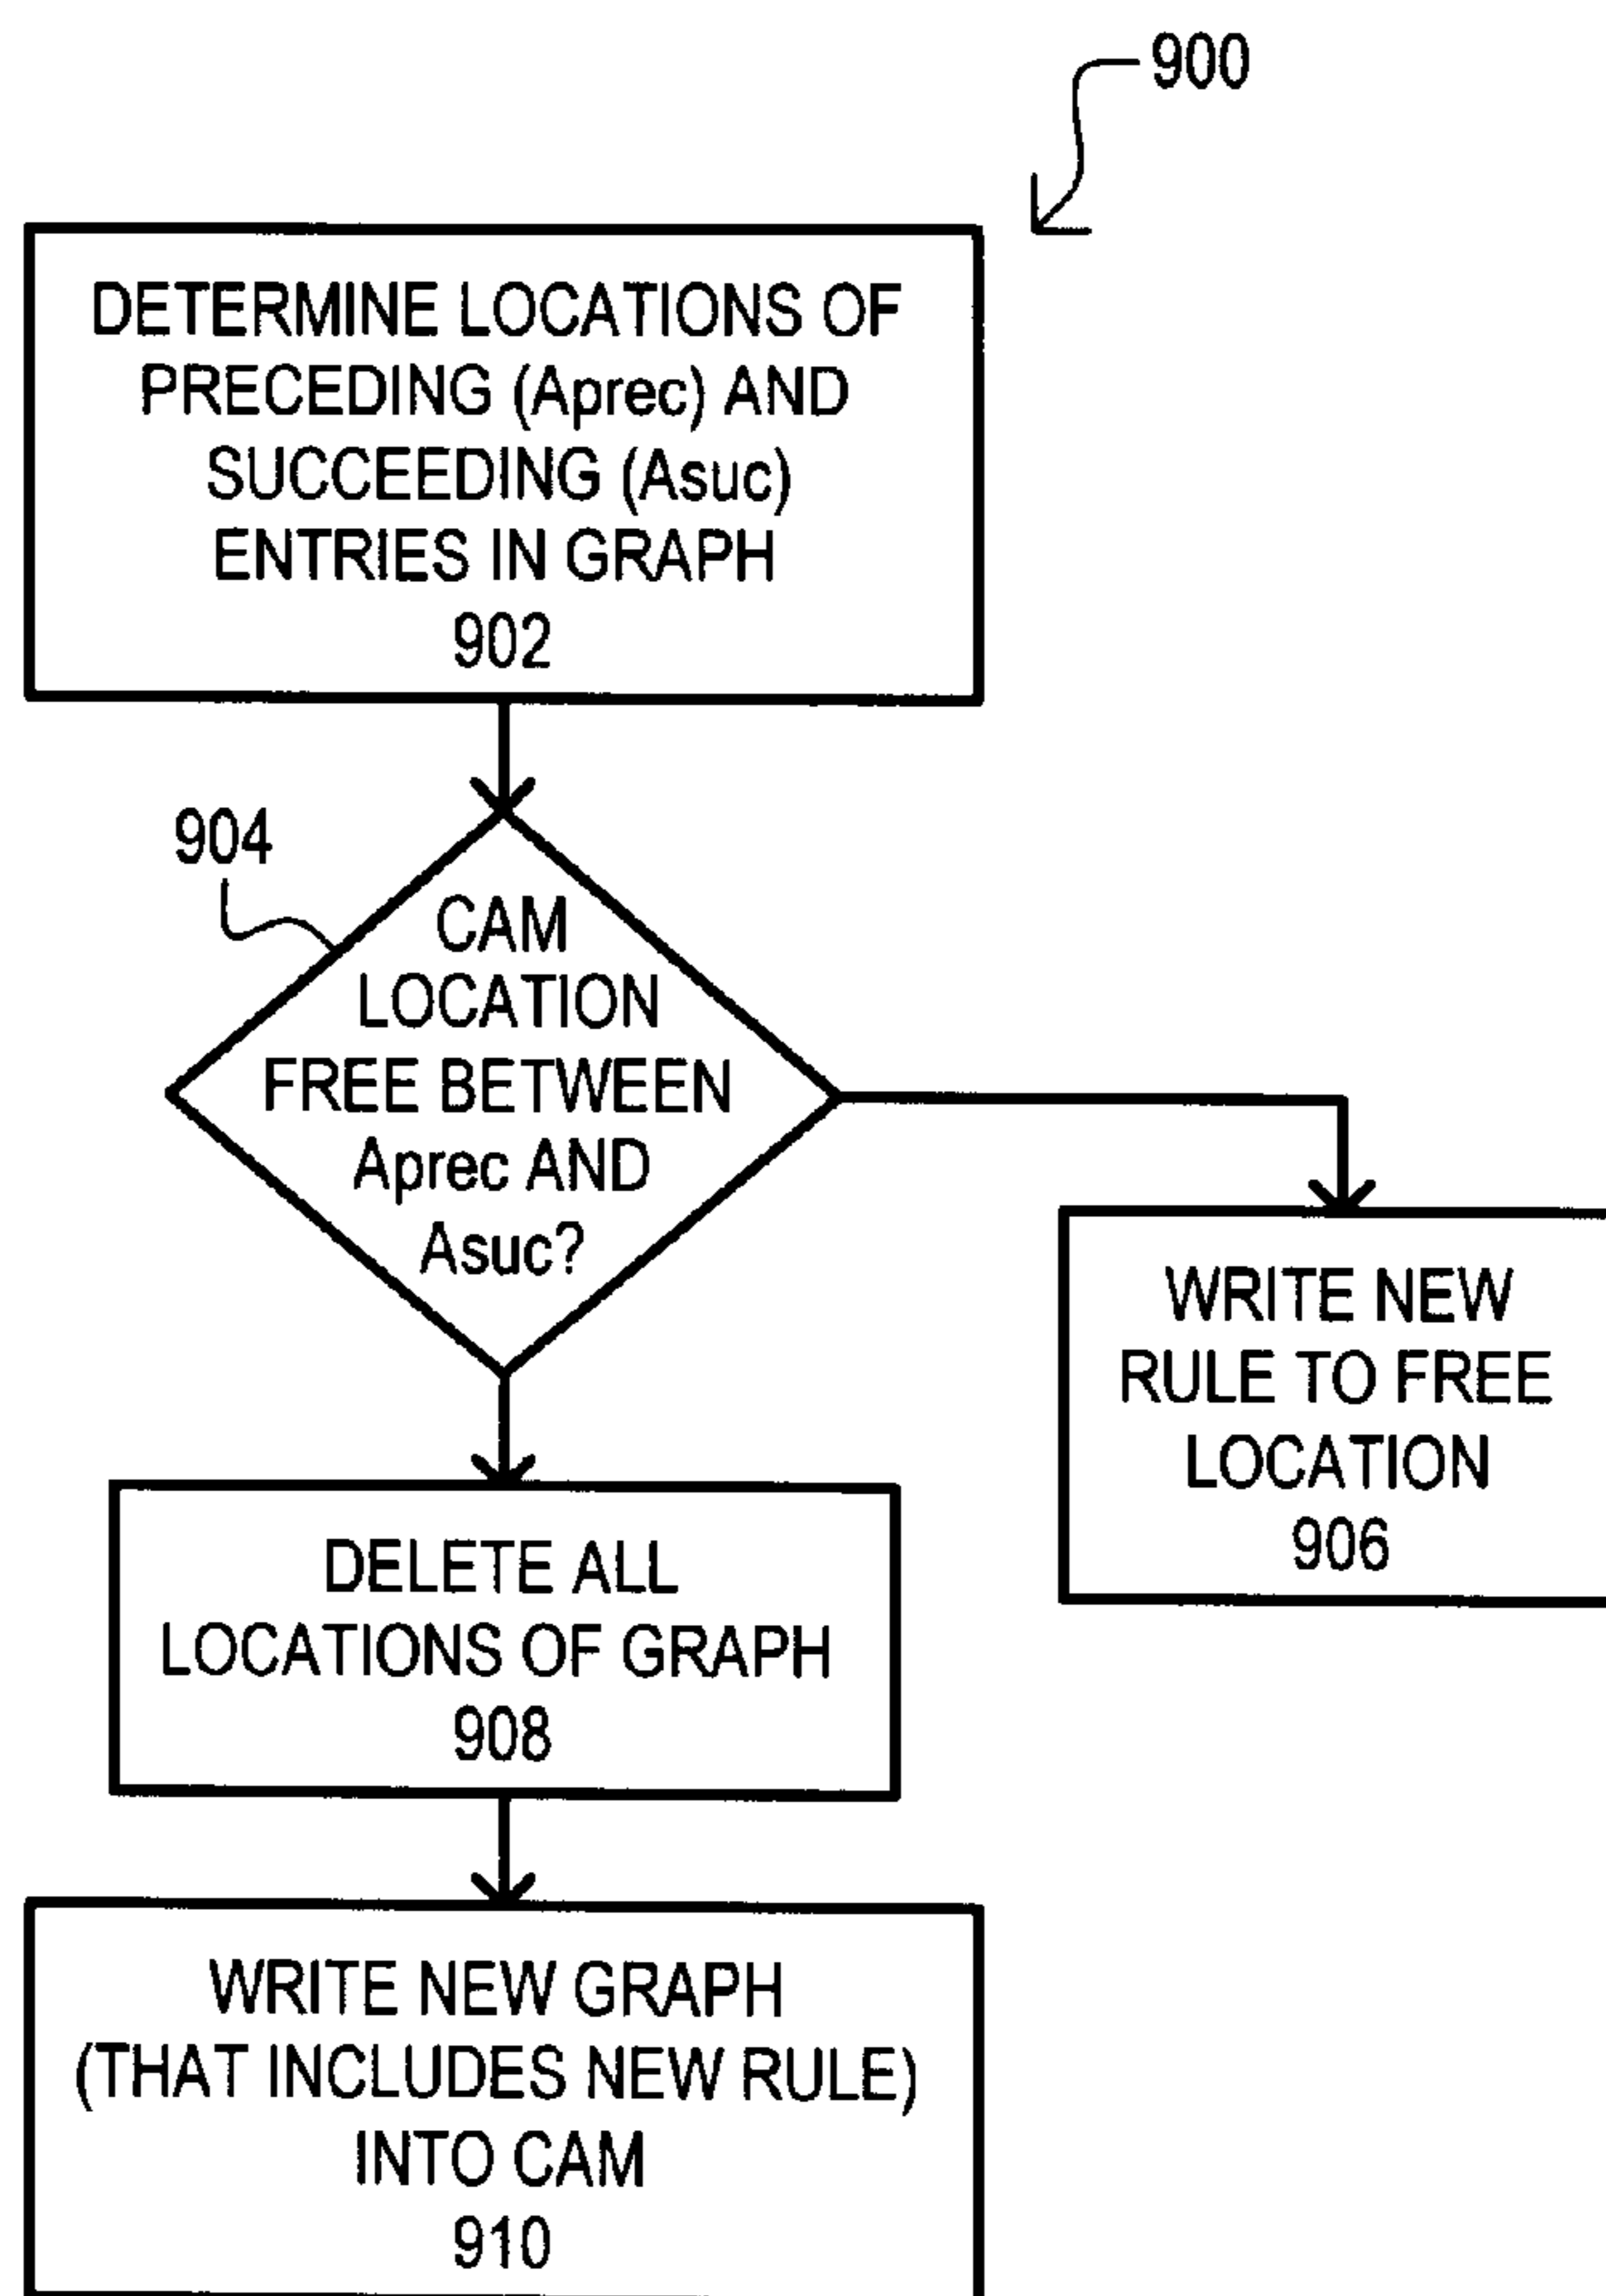 900
DETERMINE LOCATIONS OF
PRECEDING (Aprec) AND
SUCCEEDING (Asuc)
ENTRIES IN GRAPH
902
904
CAM
LOCATION
FREE BETWEEN
Aprec AND
Asuc?
WRITE NEW
RULE TO FREE
LOCATION
906
DELETE ALL
LOCATIONS OF GRAPH
908
WRITE NEW GRAPH
(THAT INCLUDES NEW RULE)
INTO CAM
910